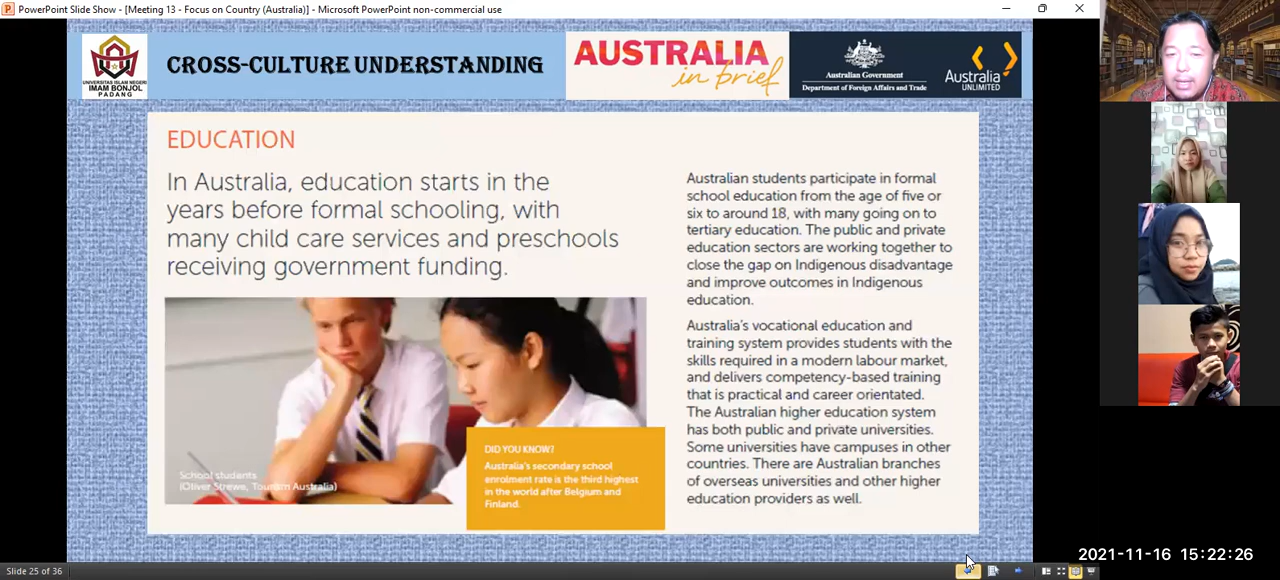 PowerPoint Slide Show - [Meeting 13 - Focus on Country (Australia)] - Microsoft PowerPoint non-commercial use
UNIVERSITAS ISLAM NEGERI
IMAM BONJOL
PADANG
CROSS-CULTURE UNDERSTANDING
AUSTRALIA
in brief
Australian Government
Department of Foreign Affairs and Trade
Australia
UNLIMITED
EDUCATION
In Australia, education starts in the
years before formal schooling, with
many child care services and preschools
receiving government funding.
School students
(Oliver Strewe, Tourism Australia)
DID YOU KNOW?
Australia's secondary school
enrolment rate is the third highest
in the world after Belgium and
Finland.
Australian students participate in formal
school education from the age of five or
six to around 18, with many going on to
tertiary education. The public and private
education sectors are working together to
close the gap on Indigenous disadvantage
and improve outcomes in Indigenous
education.
Australia's vocational education and
training system provides students with the
skills required in a modern labour market,
and delivers competency-based training
that is practical and career orientated.
The Australian higher education system
has both public and private universities.
Some universities have campuses in other
countries. There are Australian branches
of overseas universities and other higher
education providers as well.
2021-11-16 15:22:26
Slide 25 of 36